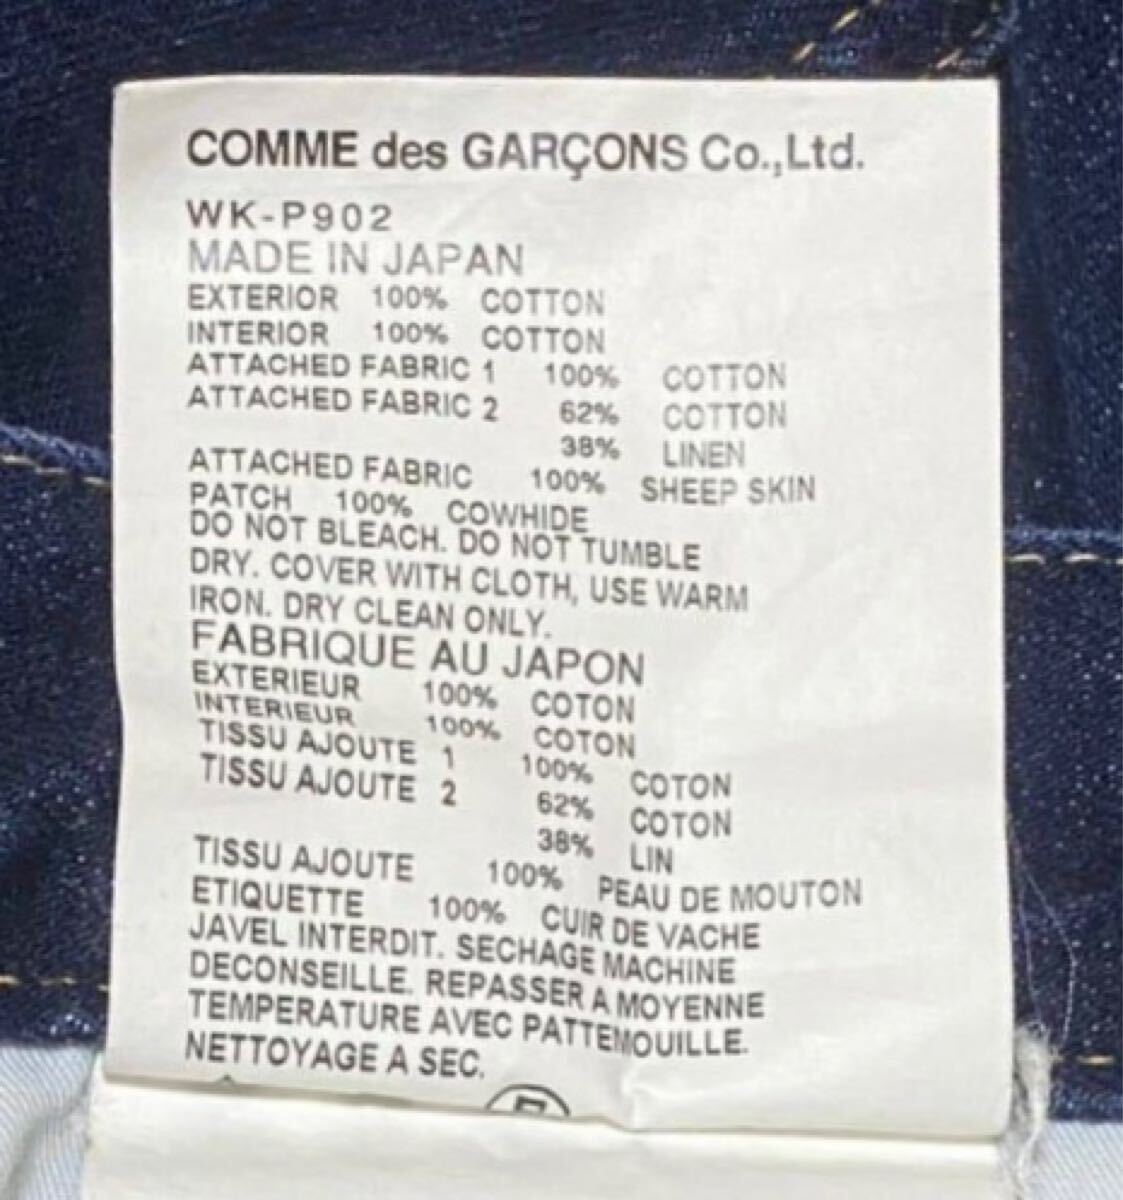 COMME des GARÇONS Co.,Ltd.
WK-P902
MADE IN JAPAN
EXTERIOR 100% COTTON
INTERIOR 100% COTTON
ATTACHED FABRIC 1 100% COTTON
ATTACHED FABRIC 2 62% COTTON
38% LINEN
ATTACHED FABRIC 100% SHEEP SKIN
PATCH 100% COWHIDE
DO NOT BLEACH. DO NOT TUMBLE
DRY. COVER WITH CLOTH, USE WARM
IRON. DRY CLEAN ONLY.
FABRIQUE AU JAPON
EXTERIEUR 100% COTON
INTERIEUR 100% COTON
TISSU AJOUTE 1 100% COTON
TISSU AJOUTE 2 62% COTON
38% LIN
TISSU AJOUTE 100% PEAU DE MOUTON
ETIQUETTE 100% CUIR DE VACHE
JAVEL INTERDIT. SECHAGE MACHINE
DECONSEILLE. REPASSER A MOYENNE
TEMPERATURE AVEC PATTEMOUILLE.
NETTOYAGE A SEC.